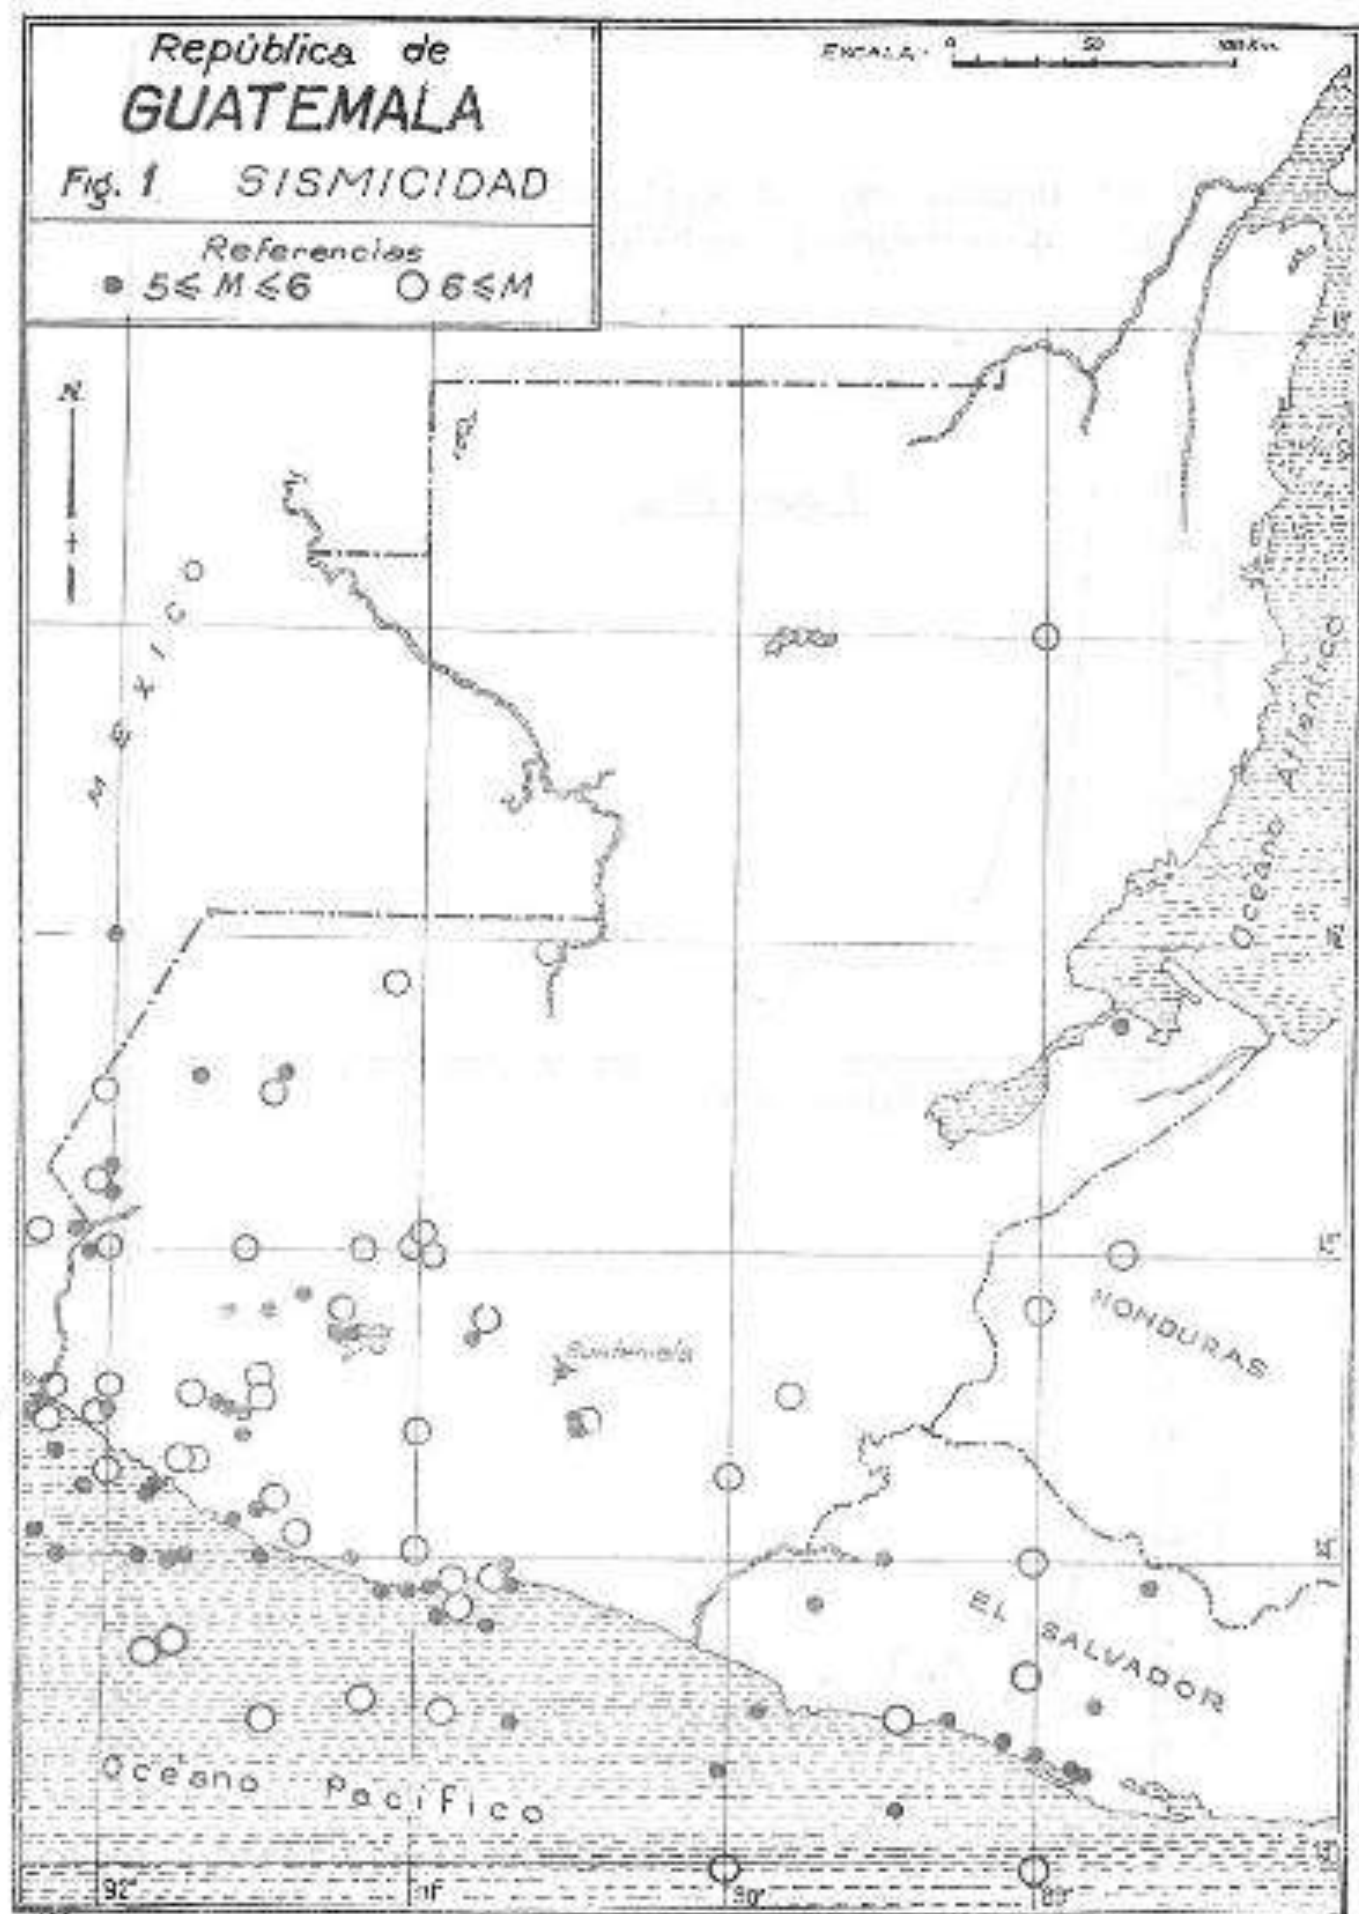 República de
GUATEMALA
Fig. 1 SISMICIDAD
Referencias
5 ≤ M ≤ 6 6 ≤ M
ESCALA: 0 50 100 Km.
N
MEXICO
Océano Atlántico
HONDURAS
Guatemala
EL SALVADOR
Océano Pacífico
92° 91° 90° 89°